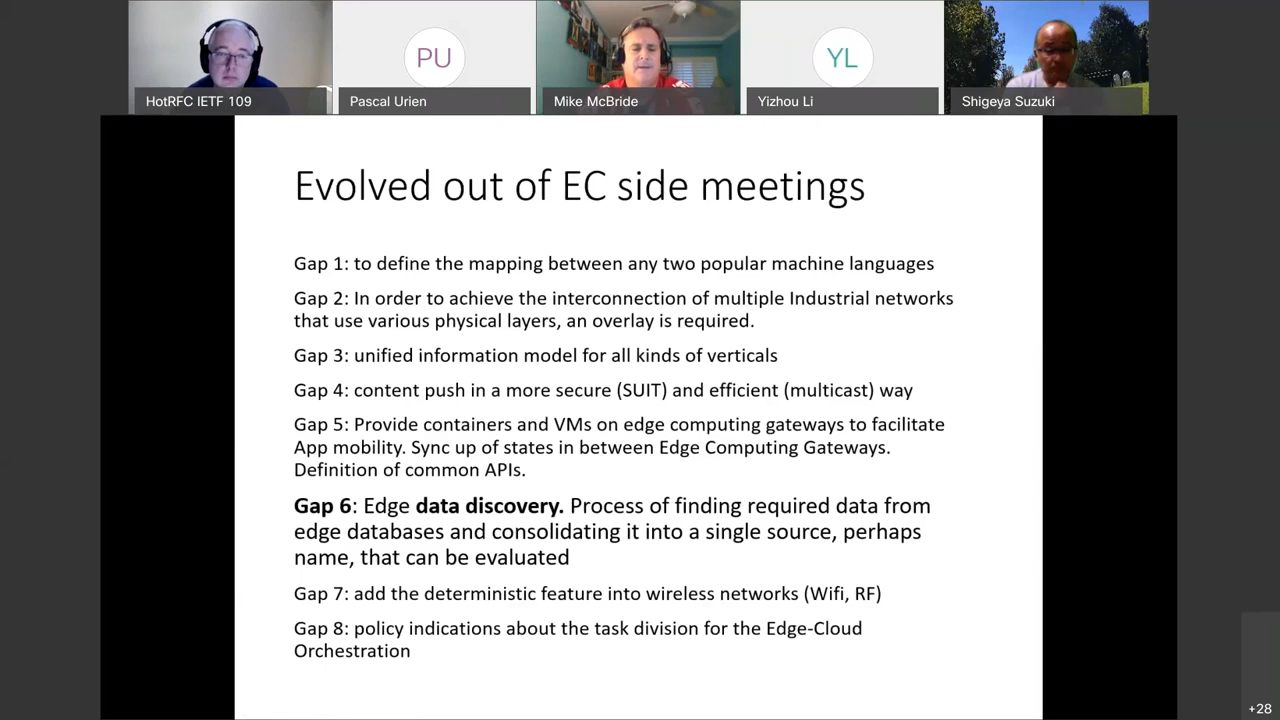 PU
YL
HotRFC IETF 109
Pascal Urien
Mike McBride
Yizhou Li
Shigeya Suzuki
Evolved out of EC side meetings
Gap 1: to define the mapping between any two popular machine languages
Gap 2: In order to achieve the interconnection of multiple Industrial networks
that use various physical layers, an overlay is required.
Gap 3: unified information model for all kinds of verticals
Gap 4: content push in a more secure (SUIT) and efficient (multicast) way
Gap 5: Provide containers and VMs on edge computing gateways to facilitate
App mobility. Sync up of states in between Edge Computing Gateways.
Definition of common APIs.
Gap 6: Edge data discovery. Process of finding required data from
edge databases and consolidating it into a single source, perhaps
name, that can be evaluated
Gap 7: add the deterministic feature into wireless networks (Wifi, RF)
Gap 8: policy indications about the task division for the Edge-Cloud
Orchestration
+28